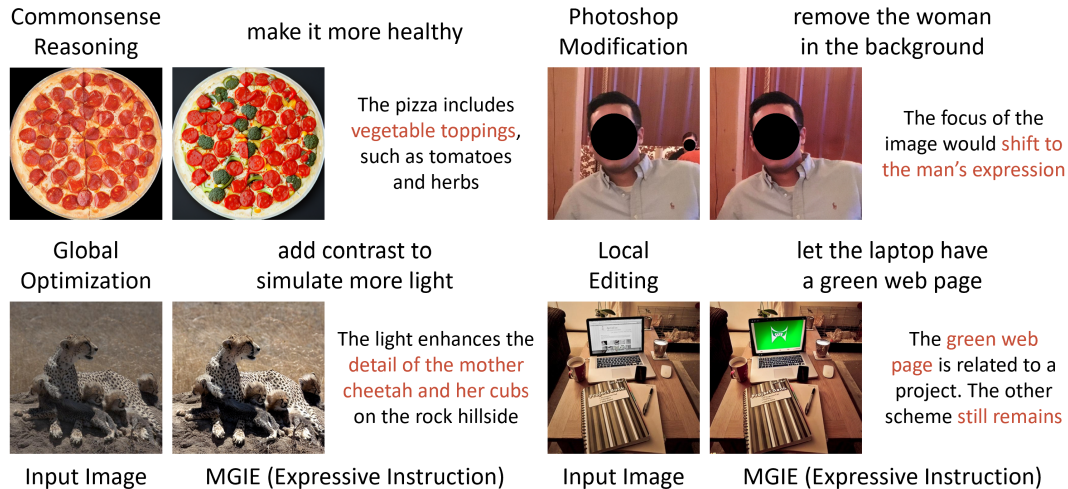 Commonsense
Reasoning
make it more healthy
The pizza includes
vegetable toppings,
such as tomatoes
and herbs
Photoshop
Modification
remove the woman
in the background
The focus of the
image would shift to
the man's expression
Global
Optimization
add contrast to
simulate more light
The light enhances the
detail of the mother
cheetah and her cubs
on the rock hillside
Local
Editing
let the laptop have
a green web page
The green web
page is related to a
project. The other
scheme still remains
Input Image
MGIE (Expressive Instruction)
Input Image
MGIE (Expressive Instruction)